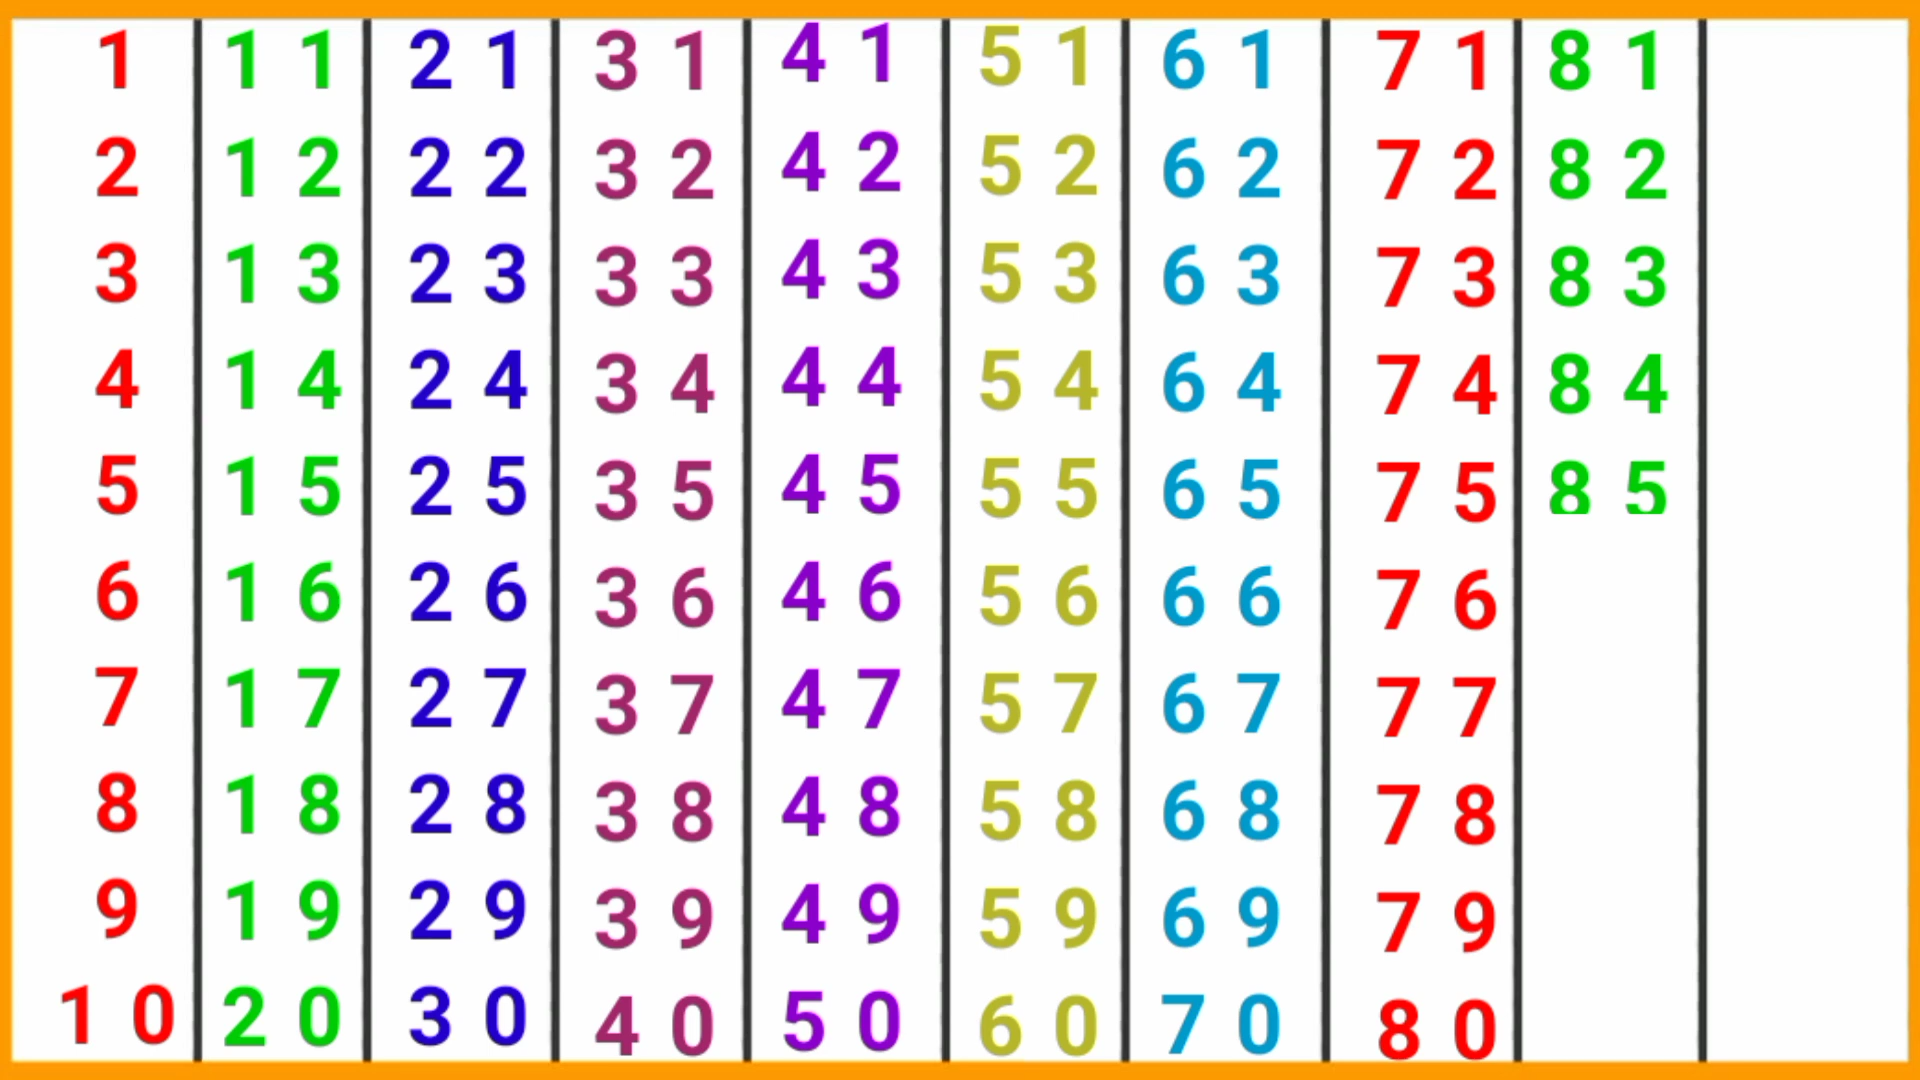 1 11 21 31 41 51 61 71 81
2 12 22 32 42 52 62 72 82
3 13 23 33 43 53 63 73 83
4 14 24 34 44 54 64 74 84
5 15 25 35 45 55 65 75 85
6 16 26 36 46 56 66 76
7 17 27 37 47 57 67 77
8 18 28 38 48 58 68 78
9 19 29 39 49 59 69 79
10 20 30 40 50 60 70 80